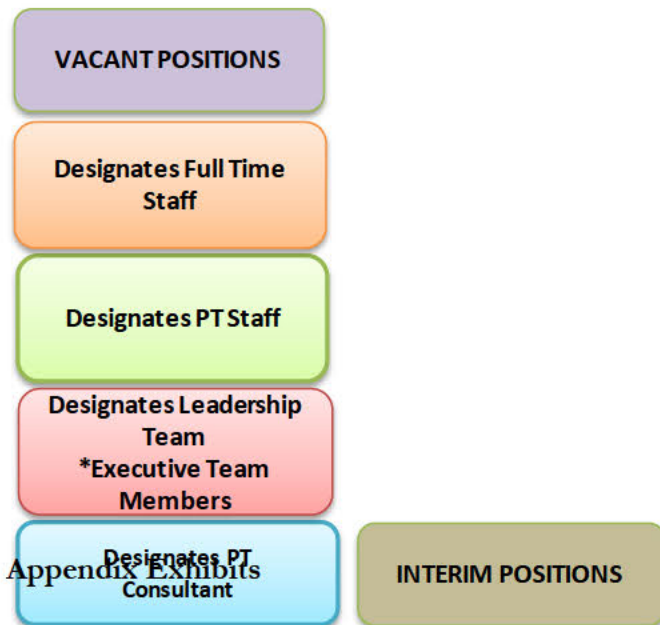 VACANT POSITIONS
Designates Full Time
Staff
Designates PT Staff
Designates Leadership
Team
*Executive Team
Members
Designates PT
Consultant
Appendix Exhibits
INTERIM POSITIONS